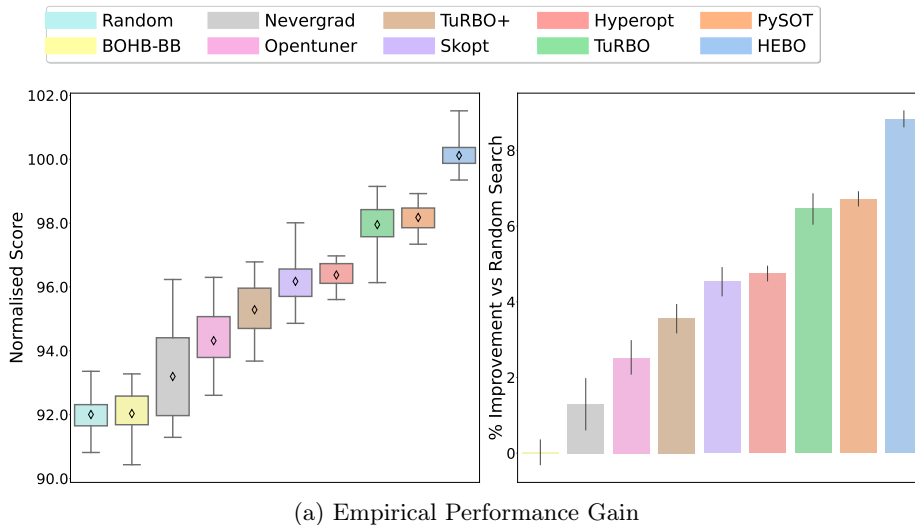 Random Nevergrad TuRBO+ Hyperopt PySOT
BOHB-BB Opentuner Skopt TuRBO HEBO
102.0
100.0
98.0
96.0
94.0
92.0
90.0
Normalised Score
8
6
4
2
0
% Improvement vs Random Search
(a) Empirical Performance Gain